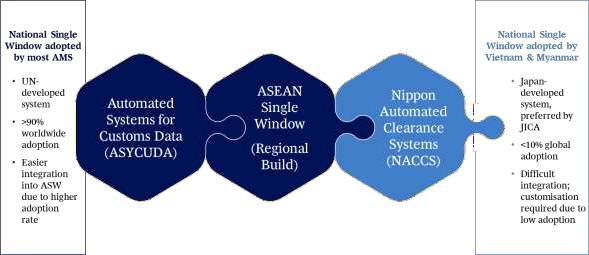 National Single
Window adopted
by most AMS
• UN-
developed
system
• >90%
worldwide
adoption
• Easier
integration
into ASW
due to higher
adoption
rate
Automated
Systems for
Customs Data
(ASYCUDA)
ASEAN
Single
Window
(Regional
Build)
Nippon
Automated
Clearance
Systems
(NACCS)
National Single
Window adopted by
Vietnam & Myanmar
• Japan-
developed
system,
preferred by
JICA
• <10% global
adoption
• Difficult
integration;
customisation
required due to
low adoption